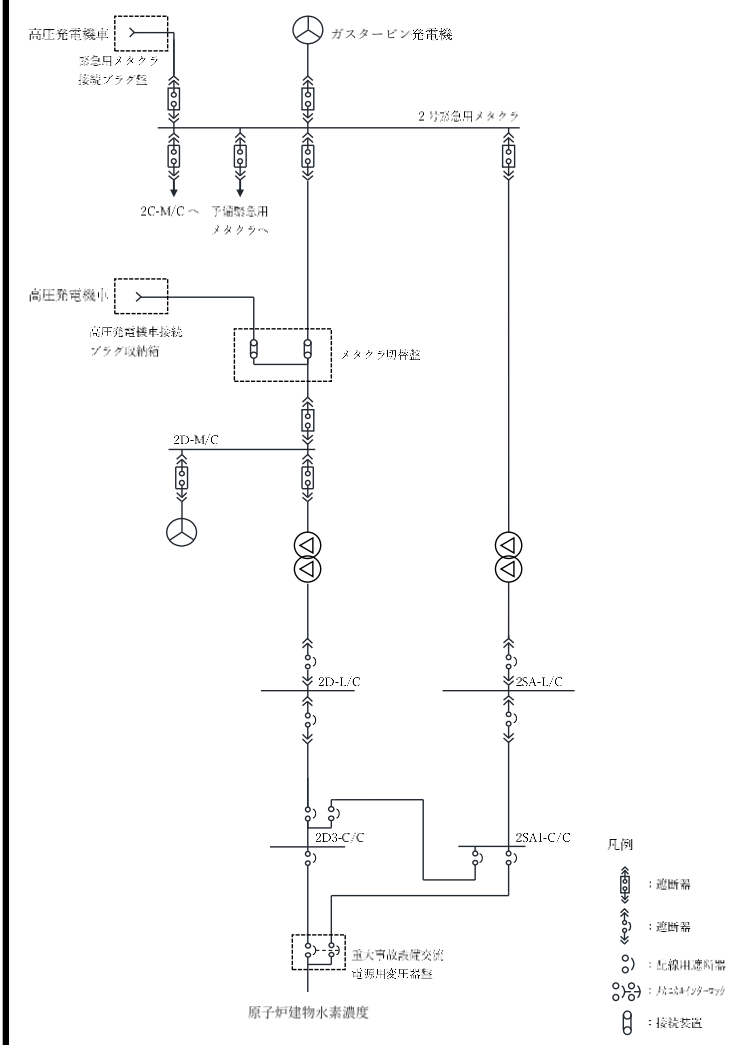 高圧発電機車
緊急用メタクラ
接続プラグ盤
ガスタービン発電機
2号緊急用メタクラ
2C-M/Cへ
予備緊急用
メタクラへ
高圧発電機車
高圧発電機車接続
プラグ収納箱
メタクラ切替盤
2D-M/C
2D-L/C
2SA-L/C
2D3-C/C
2SA1-C/C
重大事故設備交流
電源用変圧器盤
原子炉建物水素濃度
凡例
：遮断器
：遮断器
：配線用遮断器
：メカニカルインターロック
：接続装置